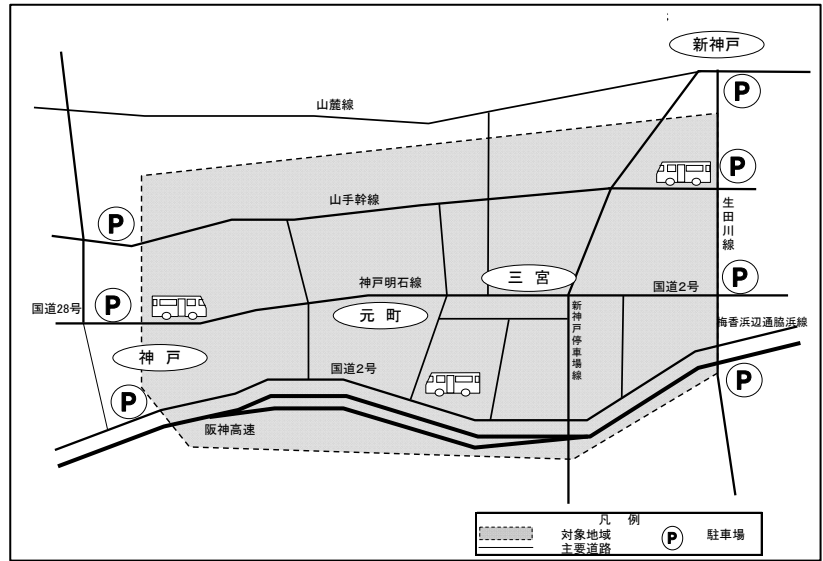 新神戸
P
山麓線
P
山手幹線
P
生田川線
神戸明石線
三宮
国道2号
P
国道28号
P
元町
新神戸停車場線
梅香浜辺通脇浜線
神戸
国道2号
P
P
阪神高速
凡 例
対象地域
P
駐車場
主要道路